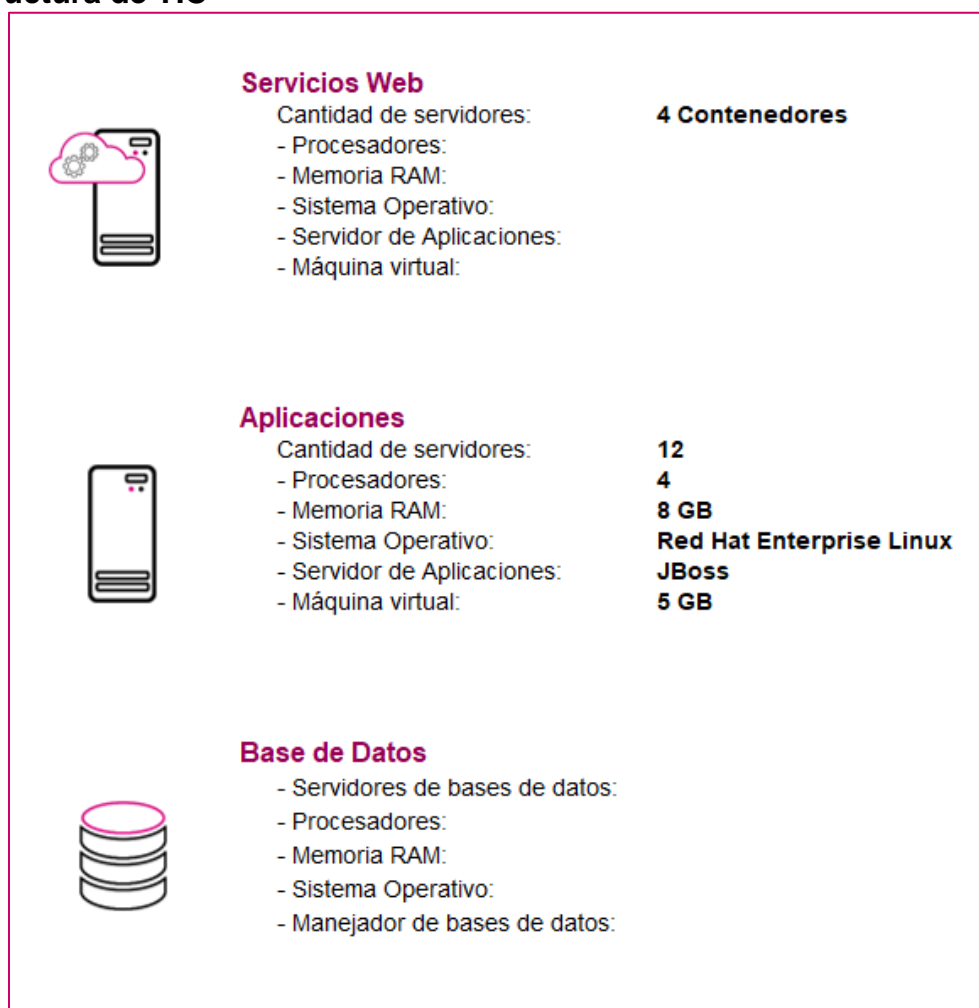 Servicios Web
Cantidad de servidores: 4 Contenedores
- Procesadores:
- Memoria RAM:
- Sistema Operativo:
- Servidor de Aplicaciones:
- Máquina virtual:
Aplicaciones
Cantidad de servidores: 12
- Procesadores: 4
- Memoria RAM: 8 GB
- Sistema Operativo: Red Hat Enterprise Linux
- Servidor de Aplicaciones: JBoss
- Máquina virtual: 5 GB
Base de Datos
- Servidores de bases de datos:
- Procesadores:
- Memoria RAM:
- Sistema Operativo:
- Manejador de bases de datos: